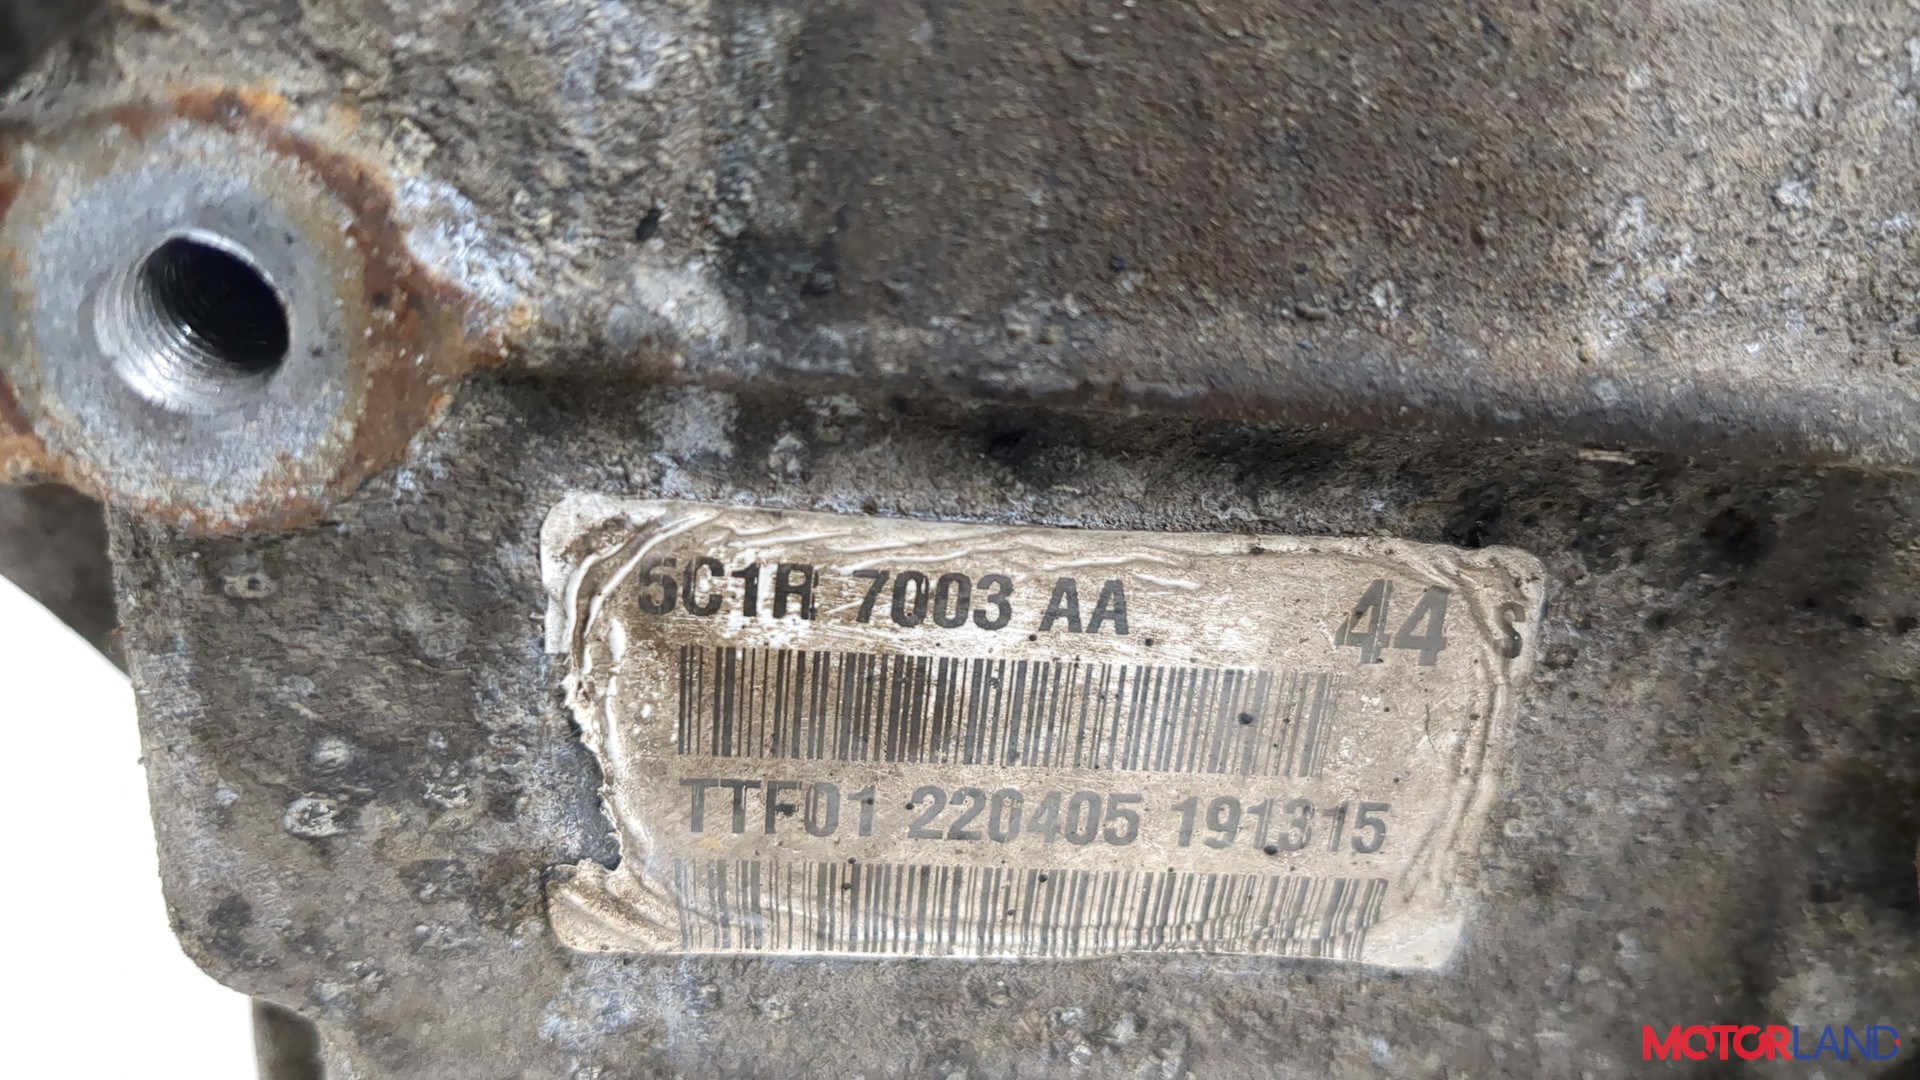 5C1R 7003 AA 44 S
TTF01 220405 191315
MOTORLAND